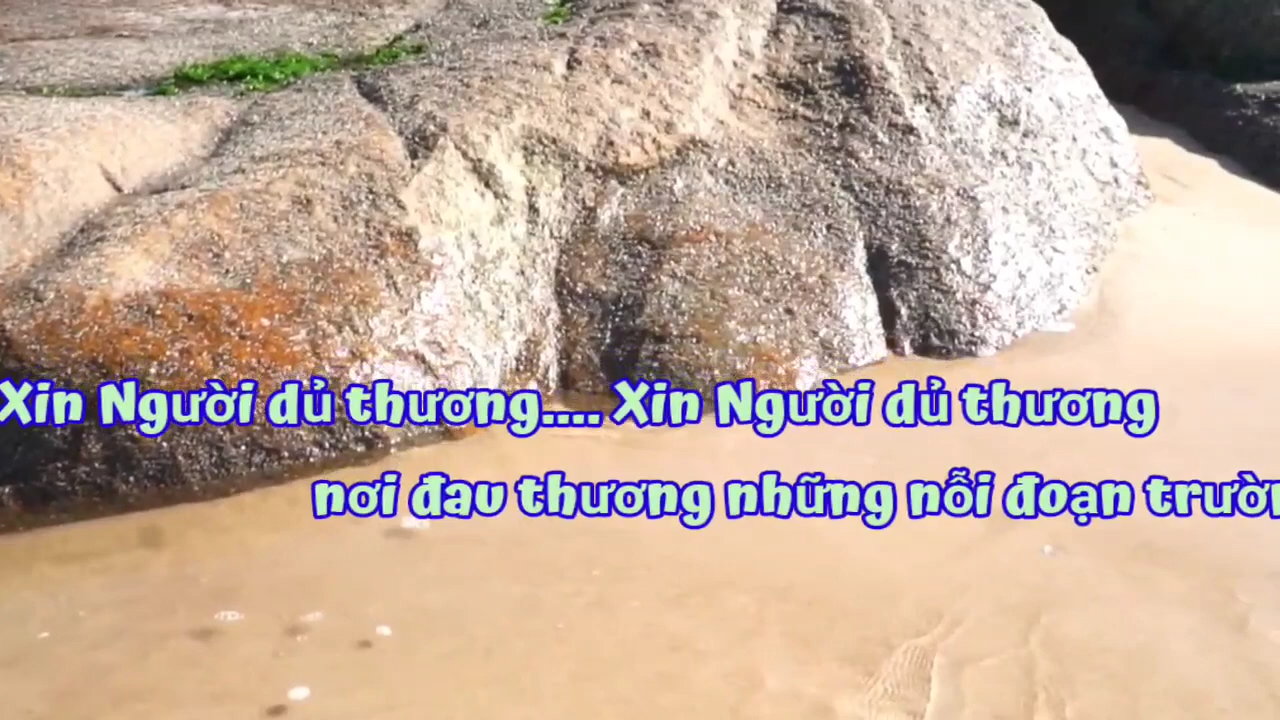 Xin Người dủ thương.... Xin Người dủ thương
nơi đau thương những nỗi đoạn